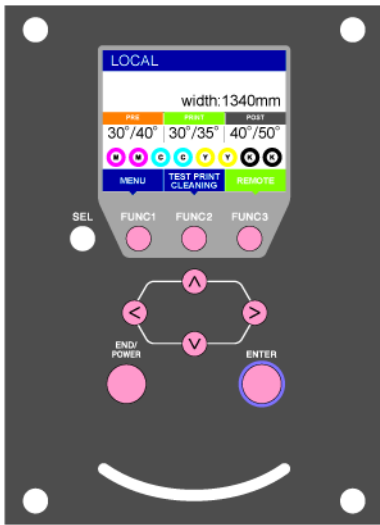 LOCAL
width:1340mm
PRE PRINT POST
30°/40° 30°/35° 40°/50°
M M C C Y Y K K
MENU TEST PRINT CLEANING REMOTE
SEL FUNC1 FUNC2 FUNC3
< ∧ ∨ >
END/
POWER
ENTER